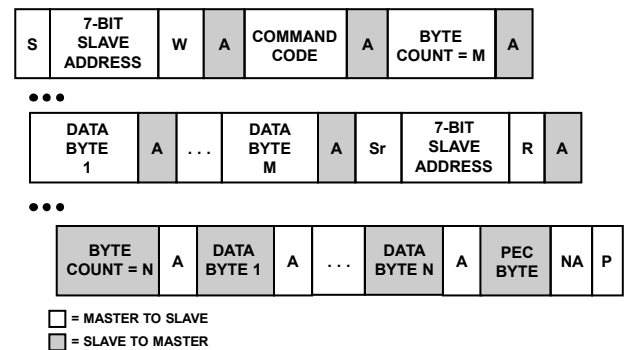 S 7-BIT SLAVE ADDRESS W A COMMAND CODE A BYTE COUNT = M A
•••
DATA BYTE 1 A ... DATA BYTE M A Sr 7-BIT SLAVE ADDRESS R A
•••
BYTE COUNT = N A DATA BYTE 1 A ... DATA BYTE N A PEC BYTE NA P
= MASTER TO SLAVE
= SLAVE TO MASTER